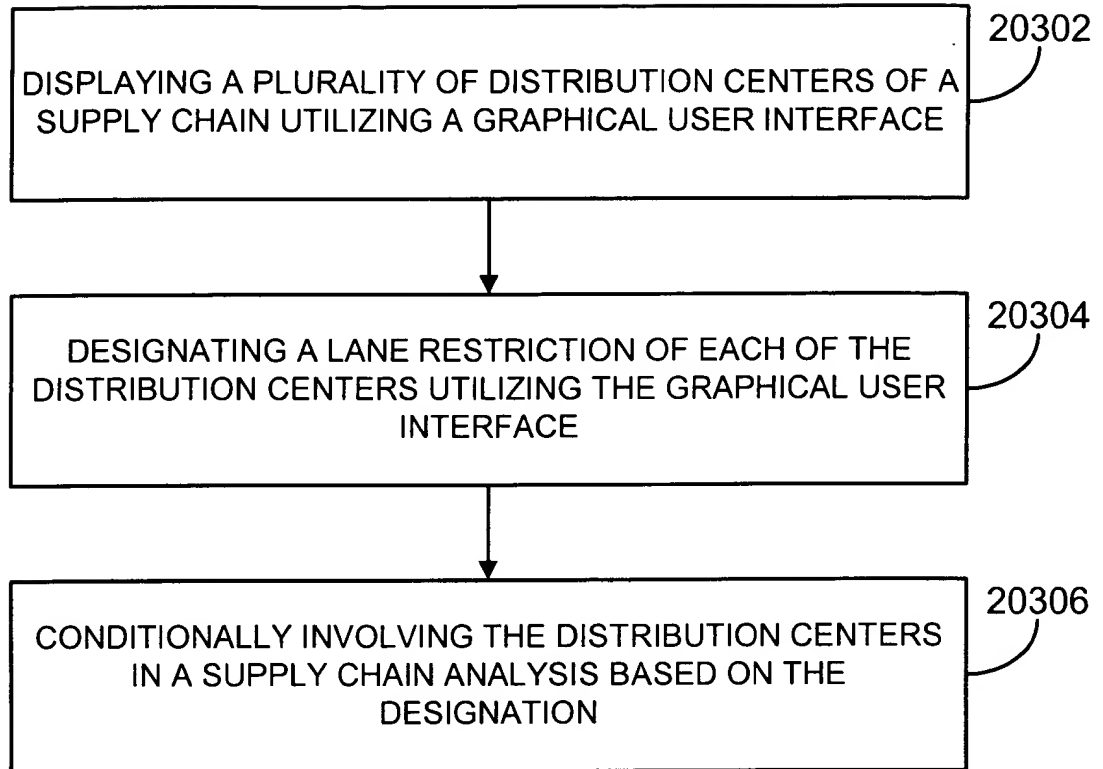 20302
DISPLAYING A PLURALITY OF DISTRIBUTION CENTERS OF A
SUPPLY CHAIN UTILIZING A GRAPHICAL USER INTERFACE
20304
DESIGNATING A LANE RESTRICTION OF EACH OF THE
DISTRIBUTION CENTERS UTILIZING THE GRAPHICAL USER
INTERFACE
20306
CONDITIONALLY INVOLVING THE DISTRIBUTION CENTERS
IN A SUPPLY CHAIN ANALYSIS BASED ON THE
DESIGNATION